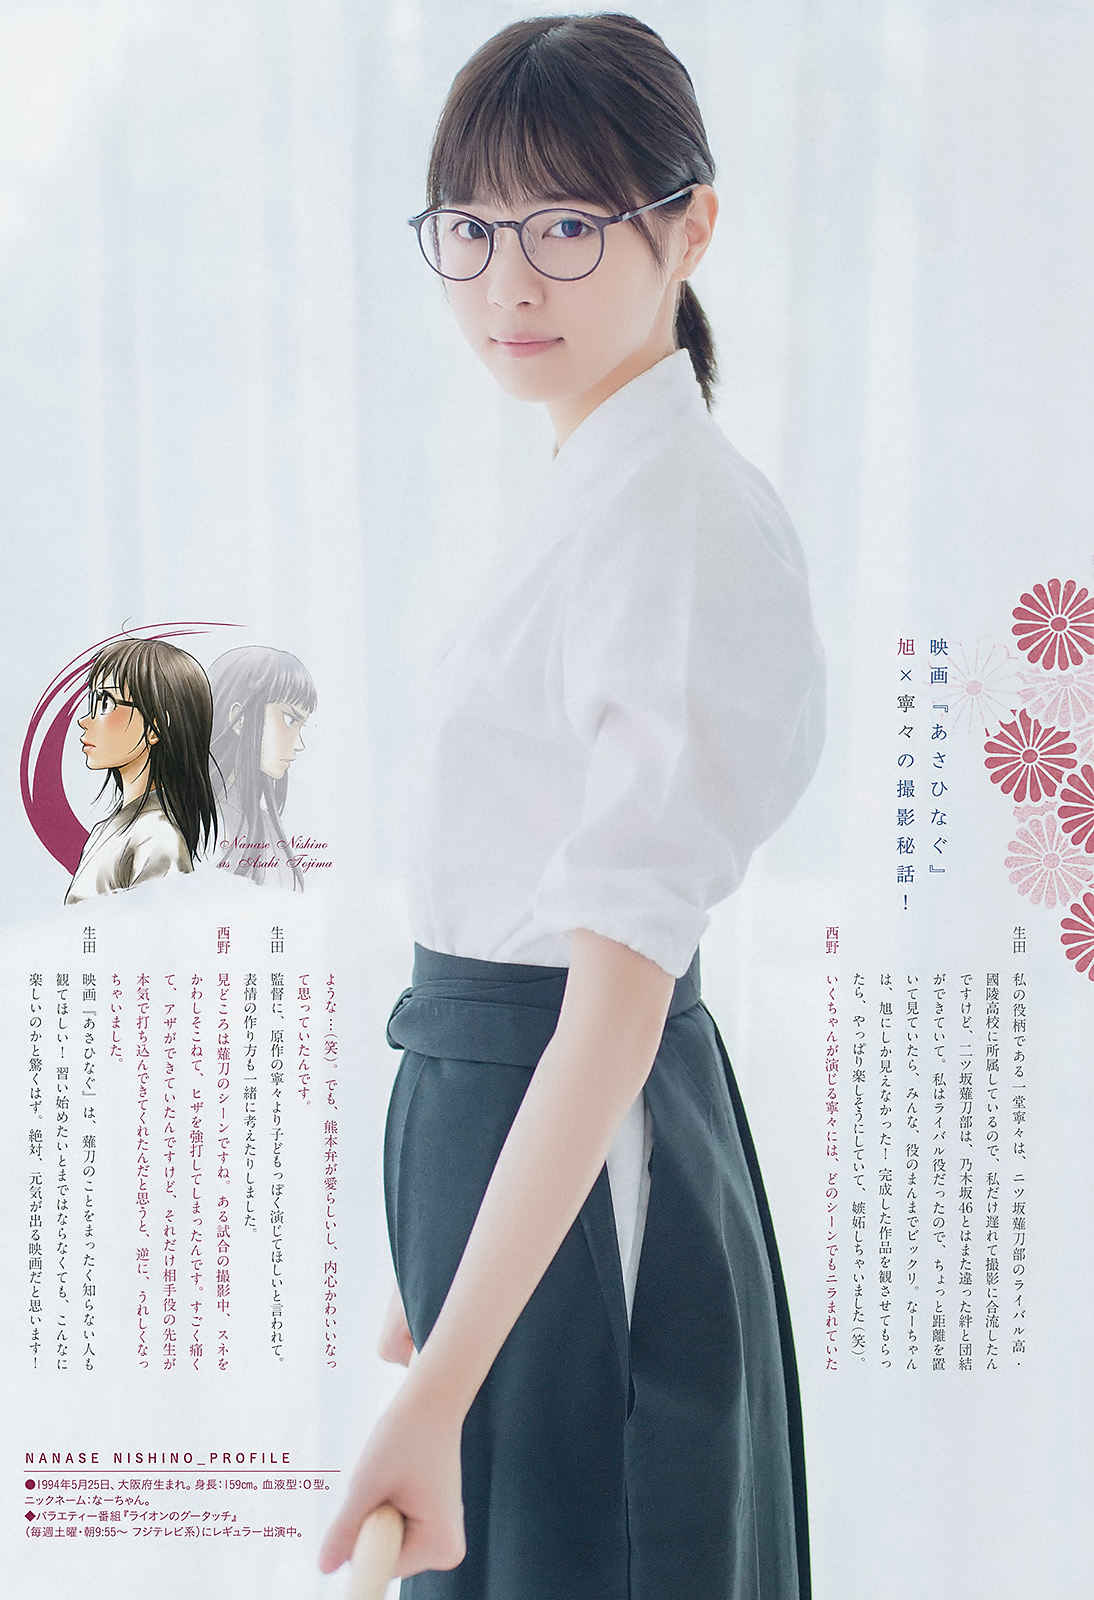 映画『あさひなぐ』
旭×寧々の撮影秘話！
生田　私の役柄である一堂寧々は、二ツ坂薙刀部のライバル高・
國陵高校に所属しているので、私だけ遅れて撮影に合流したん
ですけど、二ツ坂薙刀部は、乃木坂46とはまた違った絆と団結
ができていて。私はライバル役だったので、ちょっと距離を置
いて見ていたら、みんな、役のまんまでビックリ。なーちゃん
は、旭にしか見えなかった！ 完成した作品を観させてもらっ
たら、やっぱり楽しそうにしていて、嫉妬しちゃいました（笑）。
西野　いくちゃんが演じる寧々には、どのシーンでもニラまれていた
ような…（笑）。でも、熊本弁が愛らしいし、内心かわいいなっ
て思っていたんです。
生田　監督に、原作の寧々より子どもっぽく演じてほしいと言われて。
表情の作り方も一緒に考えたりしました。
西野　見どころは薙刀のシーンですね。ある試合の撮影中、スネを
かわしそこねて、ヒザを強打してしまったんです。すごく痛く
て、アザができていたんですけど、それだけ相手役の先生が
本気で打ち込んできてくれたんだと思うと、逆に、うれしくなっ
ちゃいました。
生田　映画『あさひなぐ』は、薙刀のことをまったく知らない人も
観てほしい！ 習い始めたいとまではならなくても、こんなに
楽しいのかと驚くはず。絶対、元気が出る映画だと思います！
Nanase Nishino
as Asahi Tojima
NANASE NISHINO_PROFILE
●1994年5月25日、大阪府生まれ。身長：159㎝。血液型：O型。
ニックネーム：なーちゃん。
◆バラエティー番組『ライオンのグータッチ』
（毎週土曜・朝9:55〜 フジテレビ系）にレギュラー出演中。